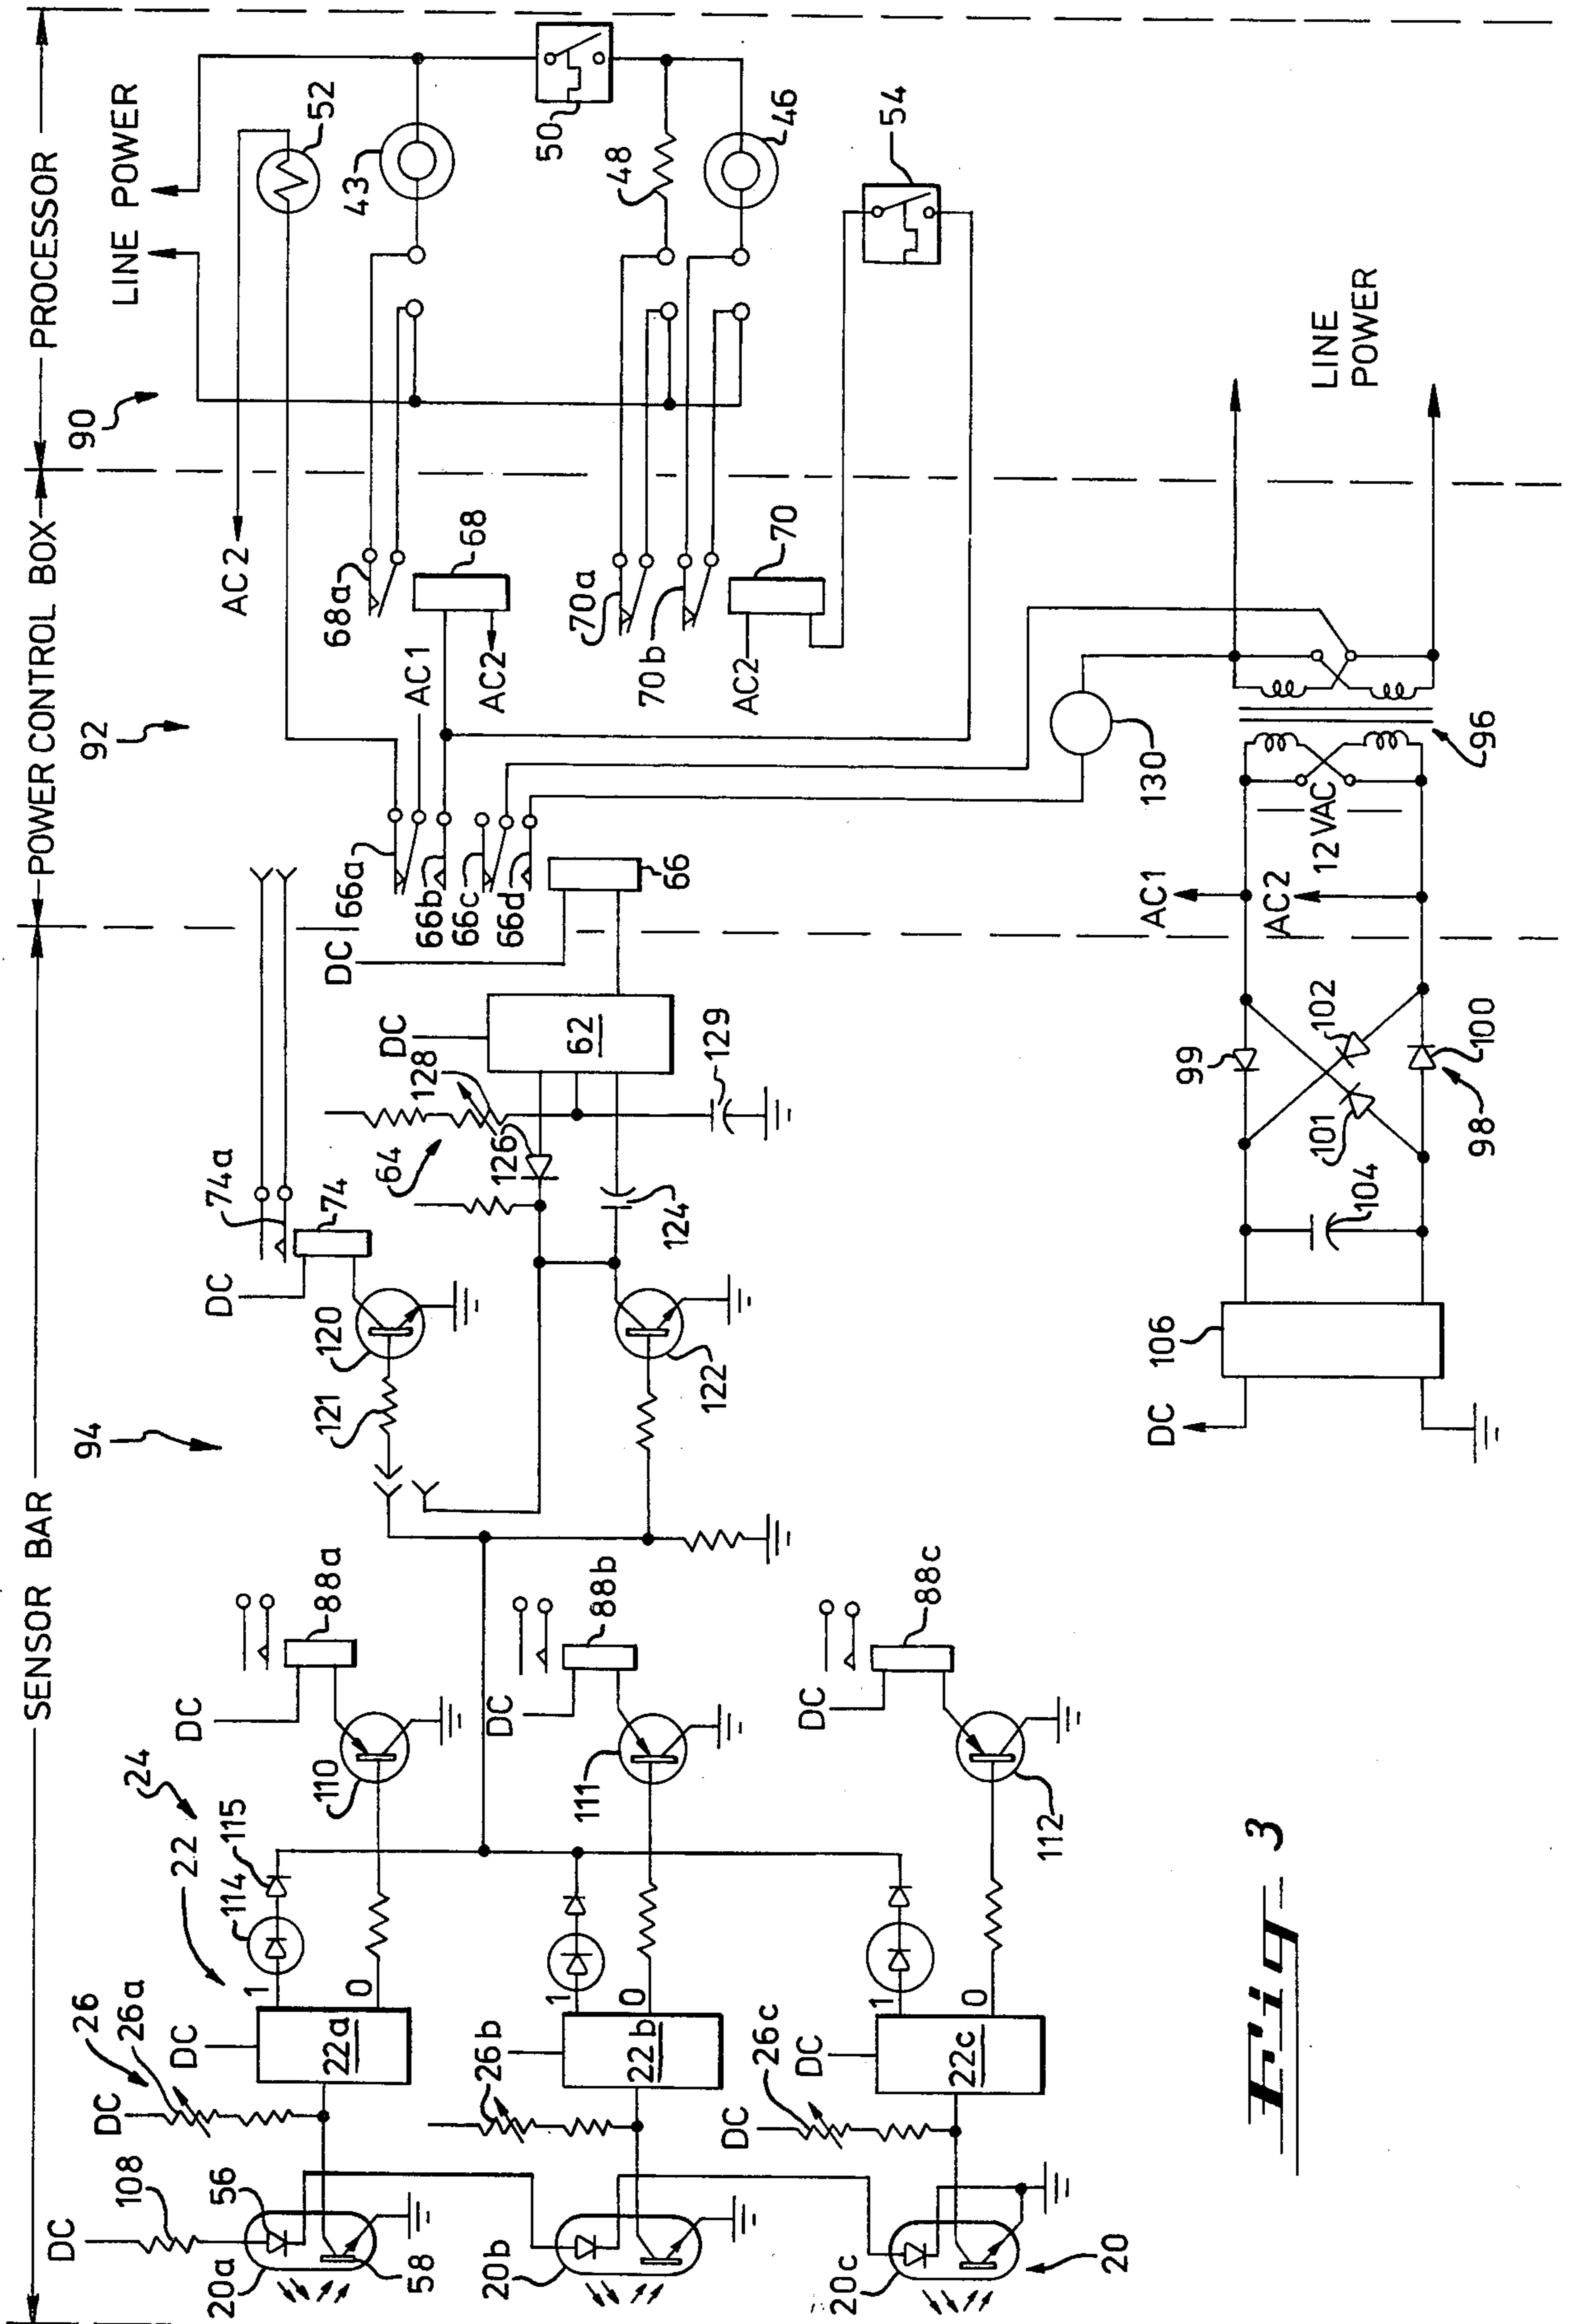 SENSOR BAR
POWER CONTROL BOX
PROCESSOR
94
92
90
DC
108
DC
26
26a
DC
22
24
114
115
DC
56
20a
58
22a
1
0
110
88a
121
120
DC
74
74a
20b
26b
22b
1
0
111
DC
88b
122
64
124
126
128
DC
62
129
DC
66
66a
66b
66c
66d
20c
20
DC
26c
DC
22c
1
0
112
DC
88c
AC2
AC1
68a
68
AC2
70a
70b
AC2
70
LINE POWER
LINE POWER
52
43
50
48
46
54
130
DC
106
104
101
99
102
98
100
AC1
AC2
12 VAC
96
LINE
POWER
Fig 3